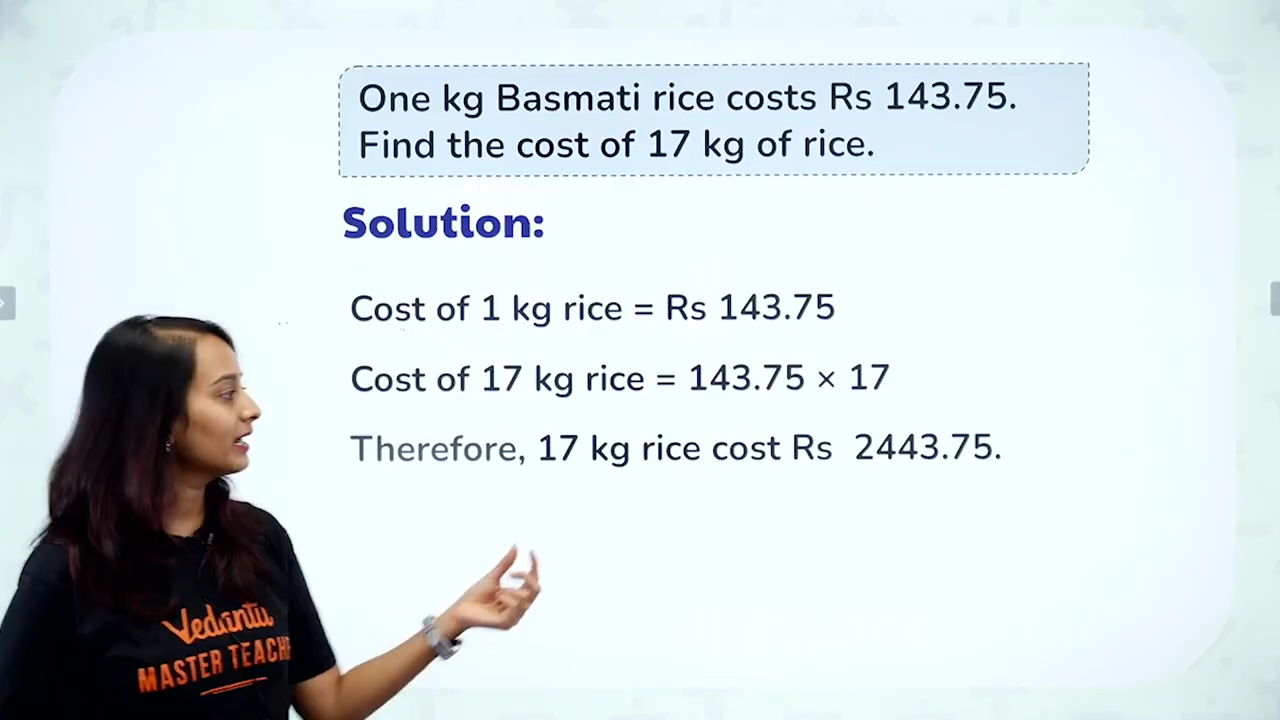 One kg Basmati rice costs Rs 143.75.
Find the cost of 17 kg of rice.
Solution:
Cost of 1 kg rice = Rs 143.75
Cost of 17 kg rice = 143.75 × 17
Therefore, 17 kg rice cost Rs 2443.75.
Vedantu
MASTER TEACHE